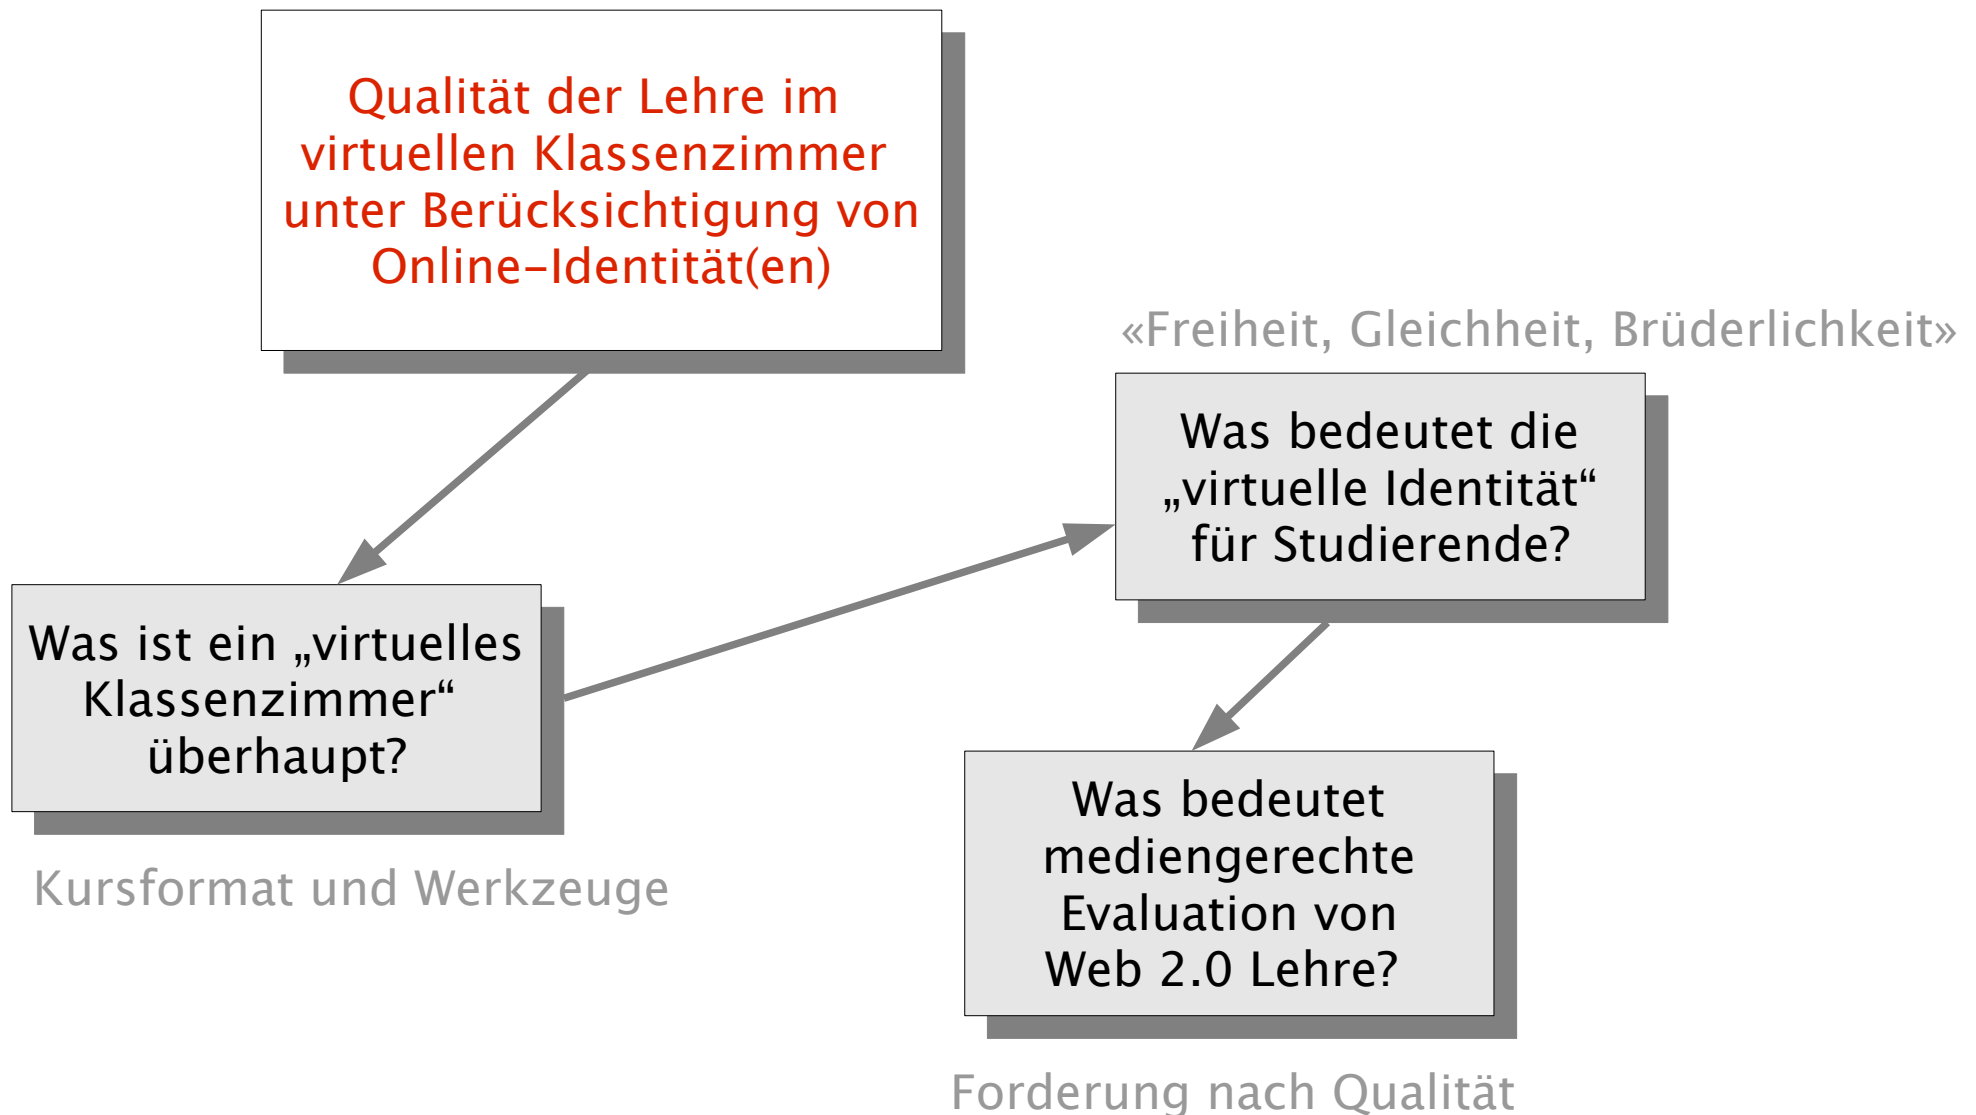 Qualität der Lehre im
virtuellen Klassenzimmer
unter Berücksichtigung von
Online-Identität(en)
Was ist ein „virtuelles
Klassenzimmer“
überhaupt?
Kursformat und Werkzeuge
«Freiheit, Gleichheit, Brüderlichkeit»
Was bedeutet die
„virtuelle Identität“
für Studierende?
Was bedeutet
mediengerechte
Evaluation von
Web 2.0 Lehre?
Forderung nach Qualität